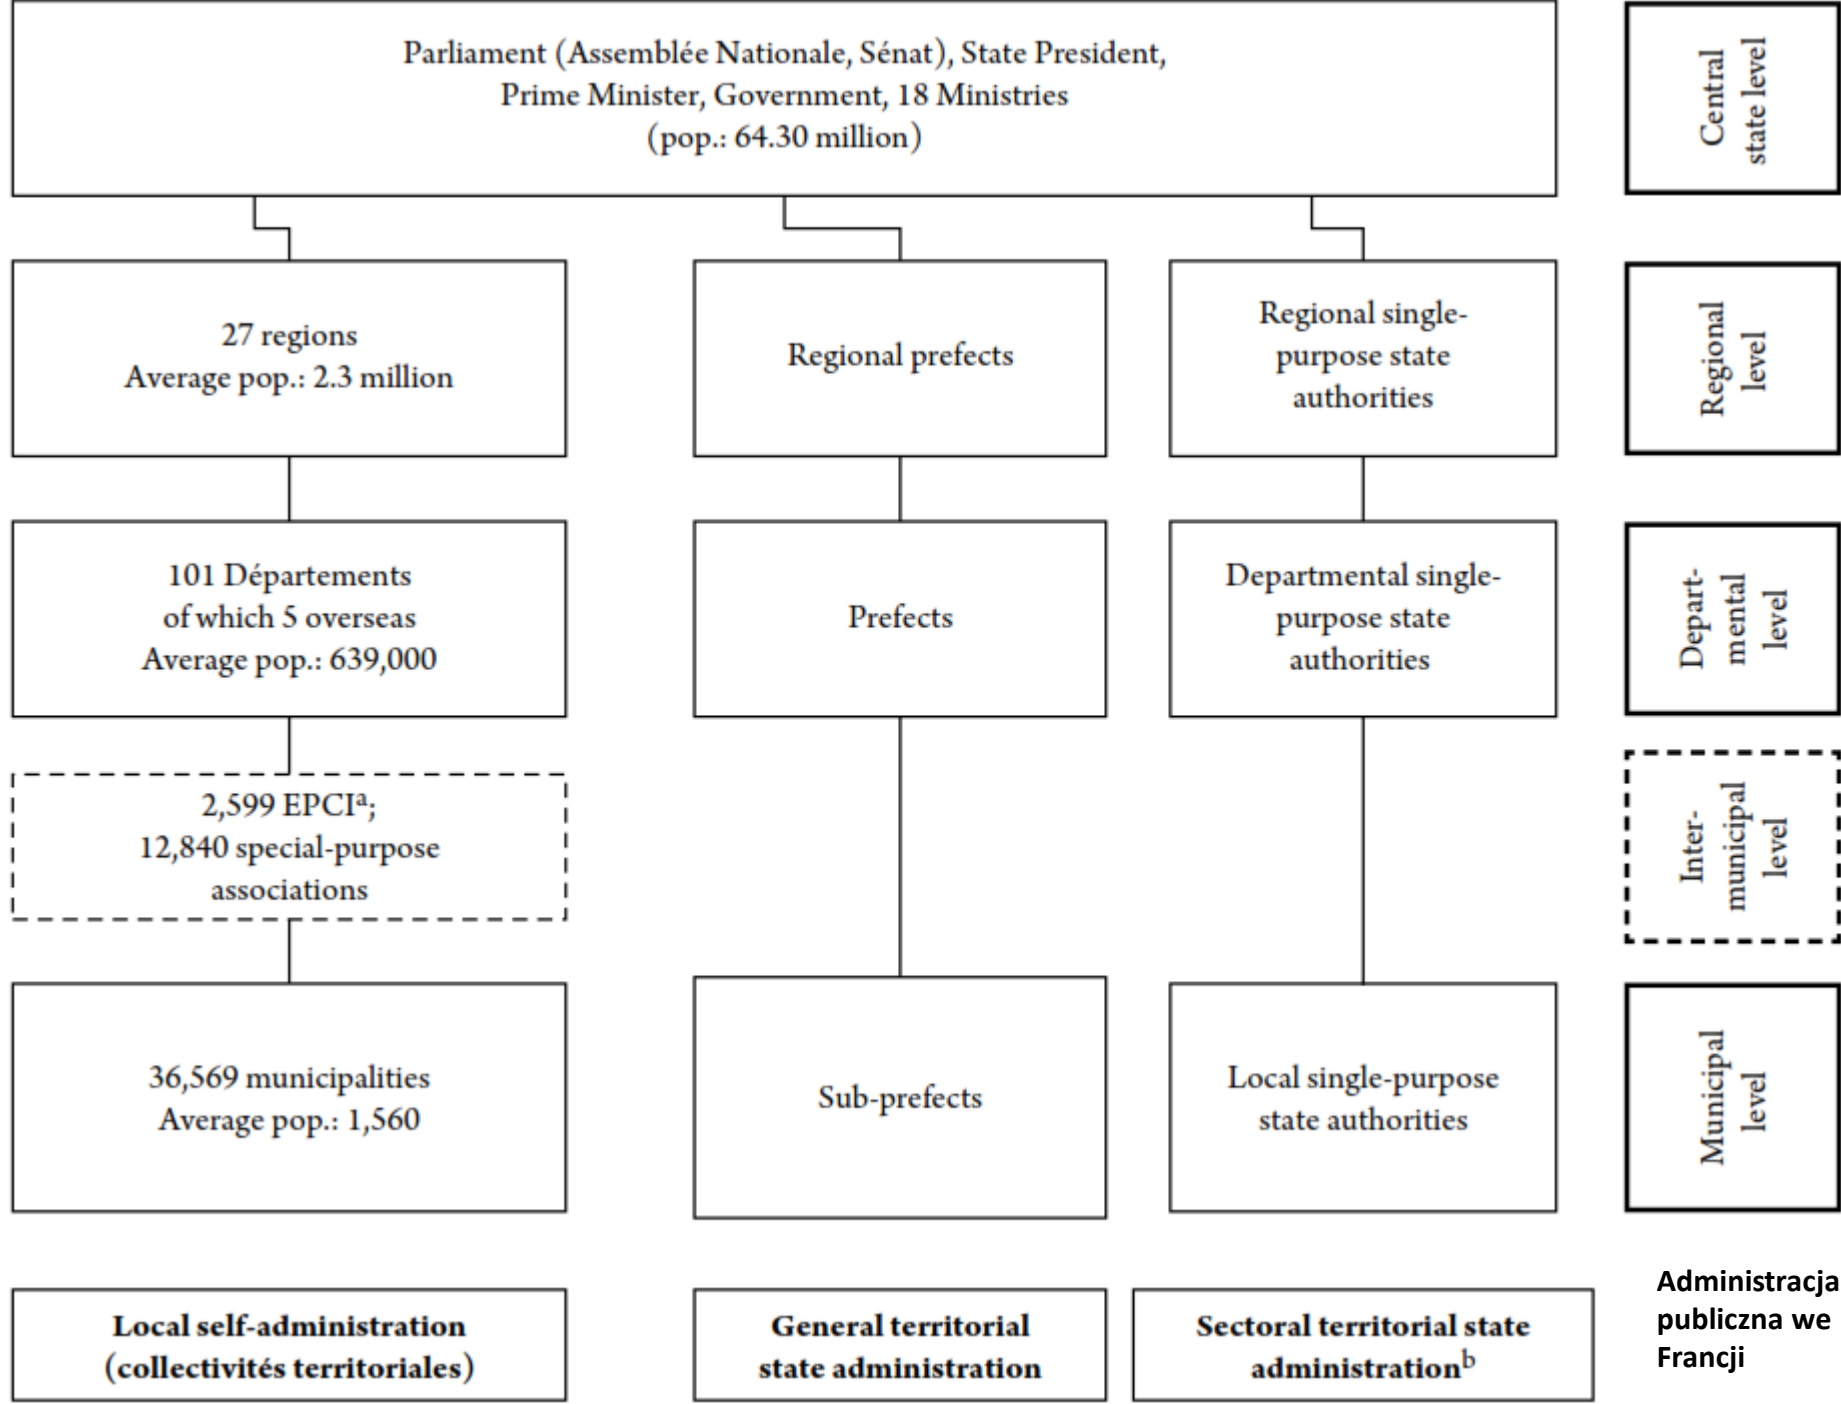 Parliament (Assemblée Nationale, Sénat), State President,
Prime Minister, Government, 18 Ministries
(pop.: 64.30 million)
Central
state level
27 regions
Average pop.: 2.3 million
Regional prefects
Regional single-
purpose state
authorities
Regional
level
101 Départements
of which 5 overseas
Average pop.: 639,000
Prefects
Departmental single-
purpose state
authorities
Depart-
mental
level
2,599 EPCIᵃ;
12,840 special-purpose
associations
Inter-
municipal
level
36,569 municipalities
Average pop.: 1,560
Sub-prefects
Local single-purpose
state authorities
Municipal
level
Local self-administration
(collectivités territoriales)
General territorial
state administration
Sectoral territorial state
administrationᵇ
Administracja
publiczna we
Francji